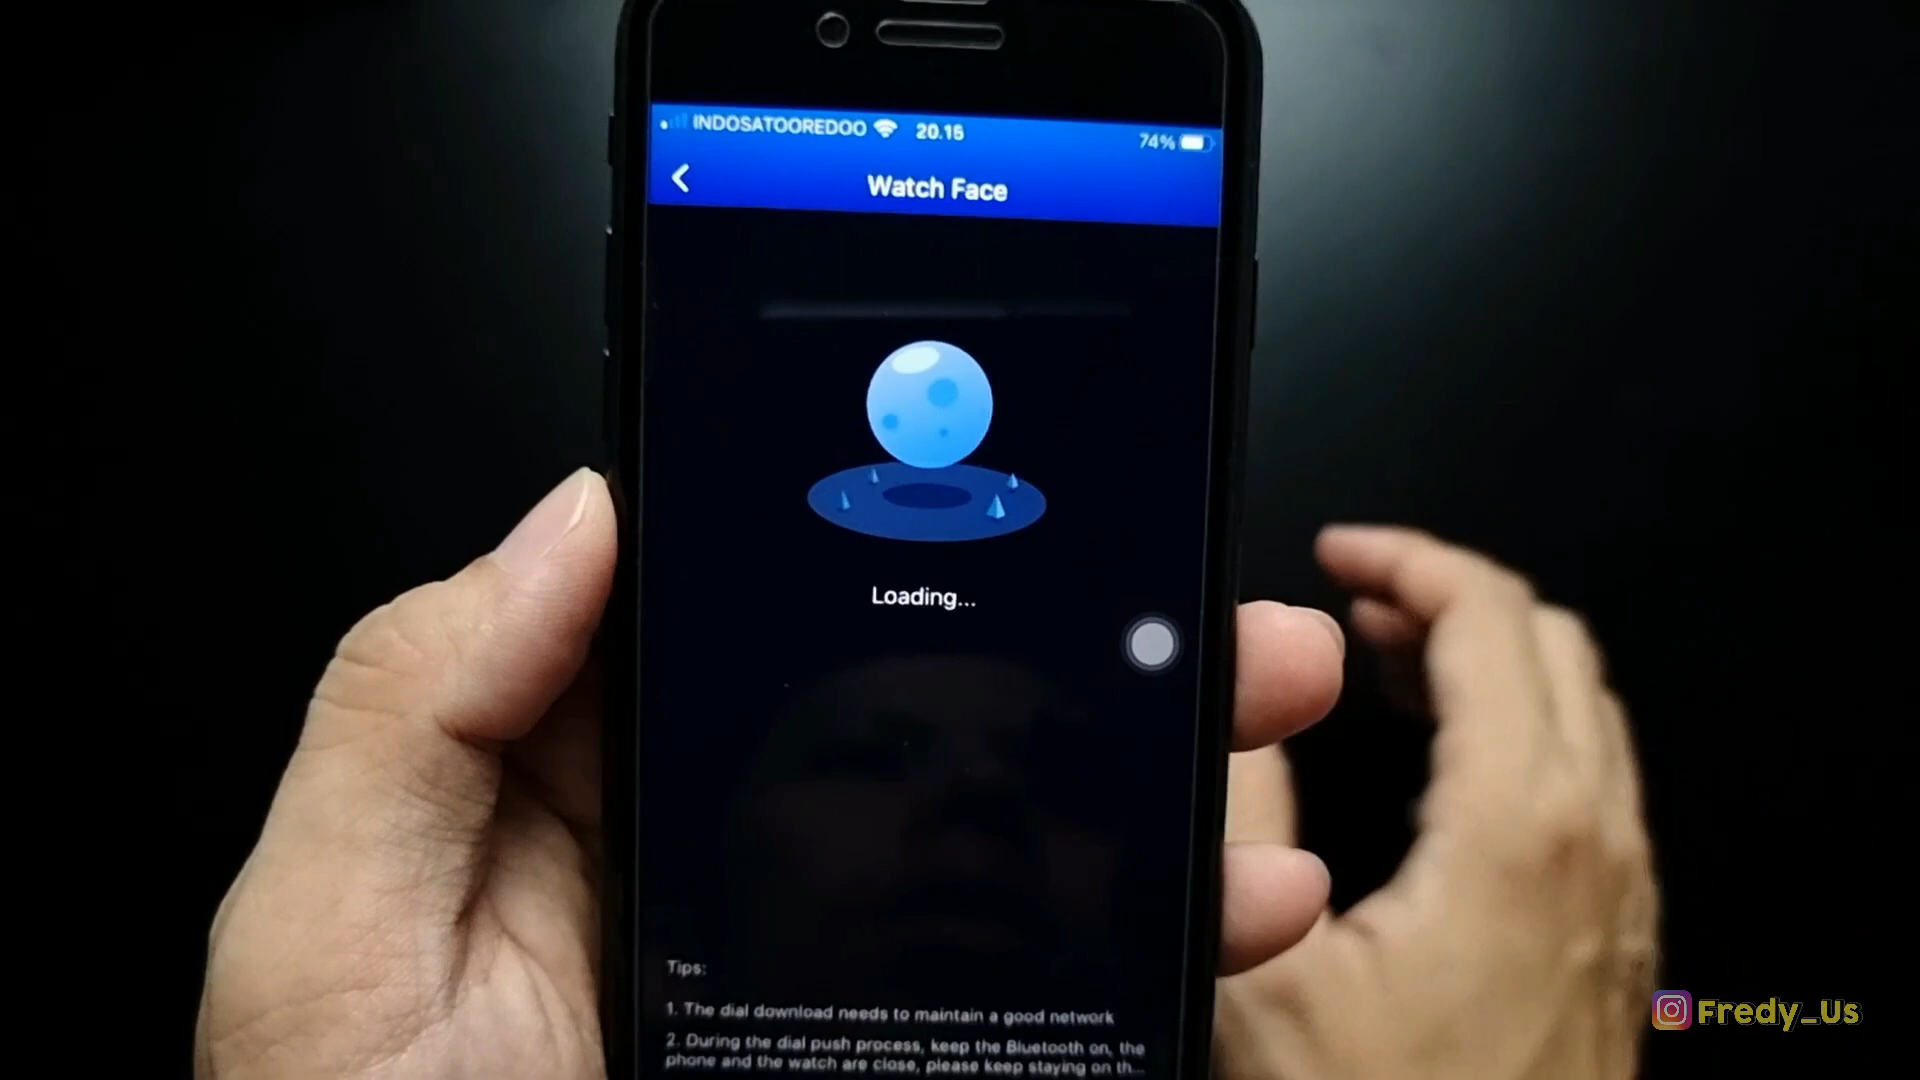 INDOSATOOREDOO 20.15 74%
Watch Face
Loading...
Tips:
1. The dial download needs to maintain a good network
2. During the dial push process, keep the Bluetooth on, the
phone and the watch are close, please keep staying on th...
Fredy_Us